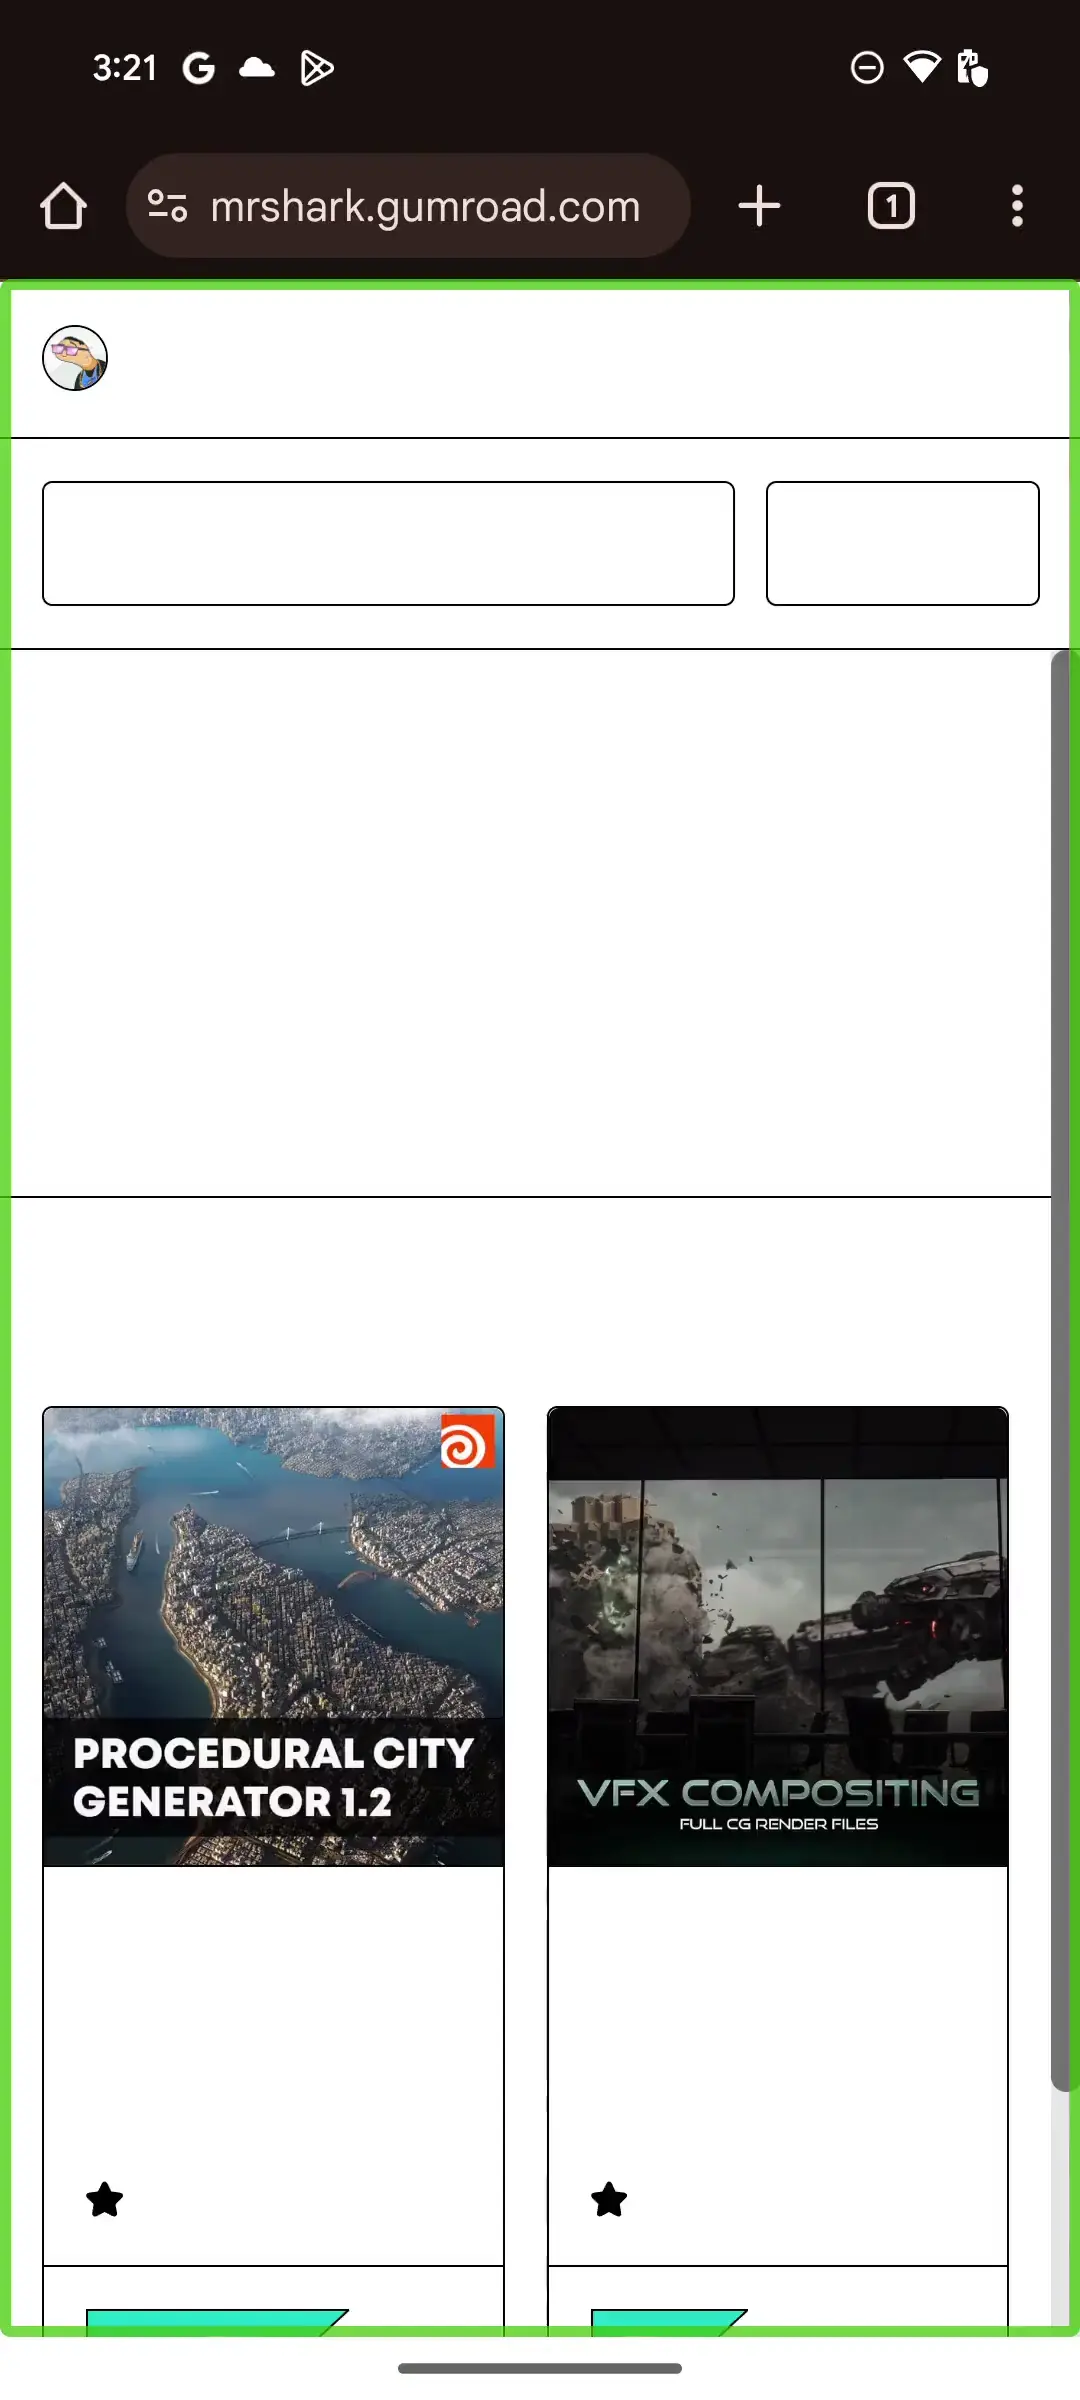 3:21
mrshark.gumroad.com
1
PROCEDURAL CITY
GENERATOR 1.2
VFX COMPOSITING
FULL CG RENDER FILES